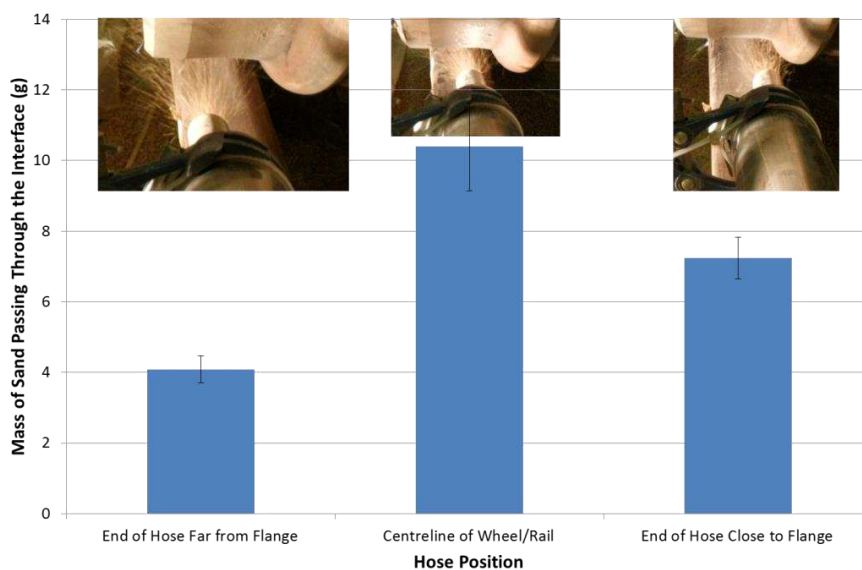 Mass of Sand Passing Through the Interface (g)
14
12
10
8
6
4
2
0
End of Hose Far from Flange
Centreline of Wheel/Rail
End of Hose Close to Flange
Hose Position